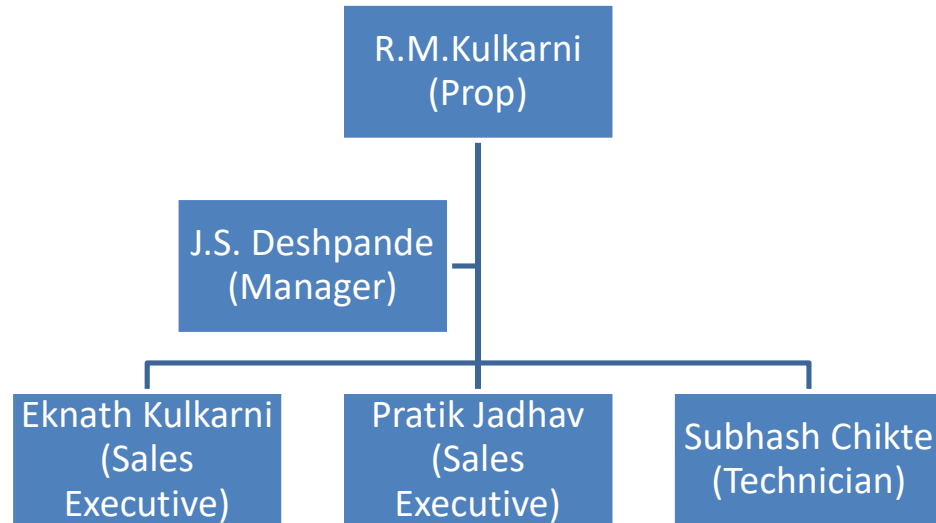 R.M.Kulkarni
(Prop)
J.S. Deshpande
(Manager)
Eknath Kulkarni
(Sales
Executive)
Pratik Jadhav
(Sales
Executive)
Subhash Chikte
(Technician)